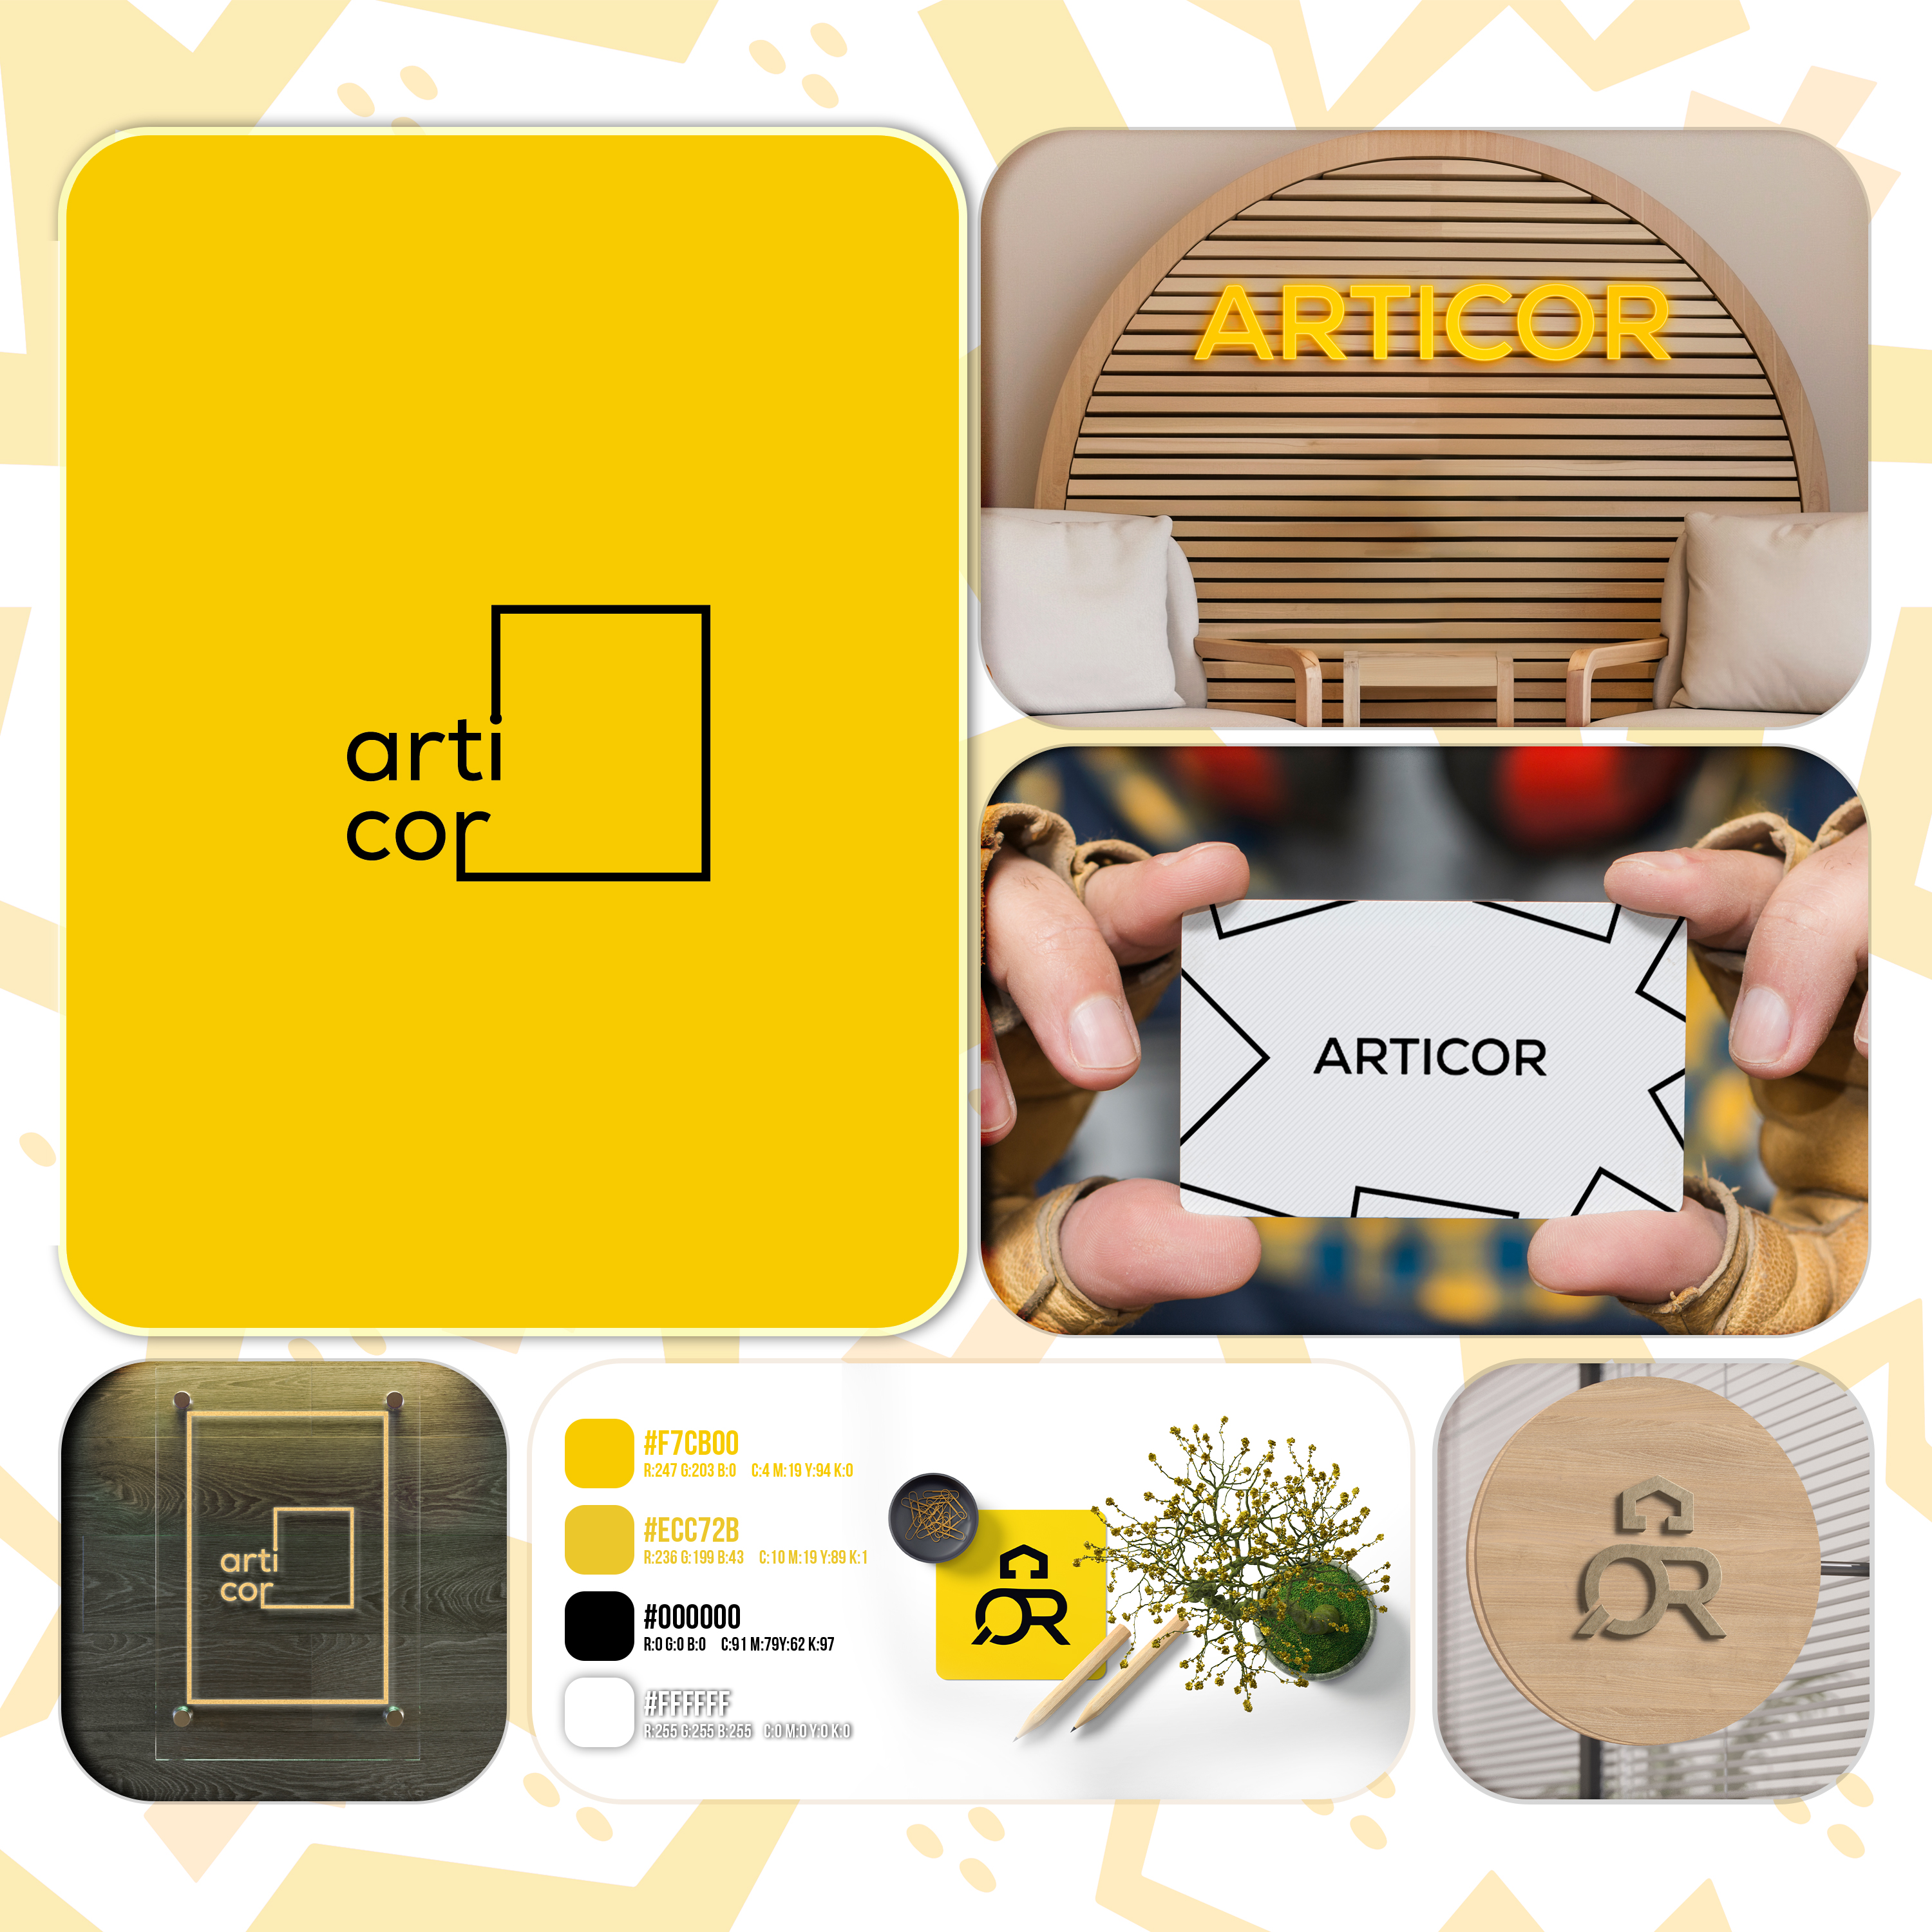 arti
cor
ARTICOR
ARTICOR
arti
cor
#F7CB00
R:247 G:203 B:0 C:4 M:19 Y:94 K:0
#ECC72B
R:236 G:199 B:43 C:10 M:19 Y:89 K:1
#000000
R:0 G:0 B:0 C:91 M:79Y:62 K:97
#FFFFFF
R:255 G:255 B:255 C:0 M:0 Y:0 K:0
OR
OR